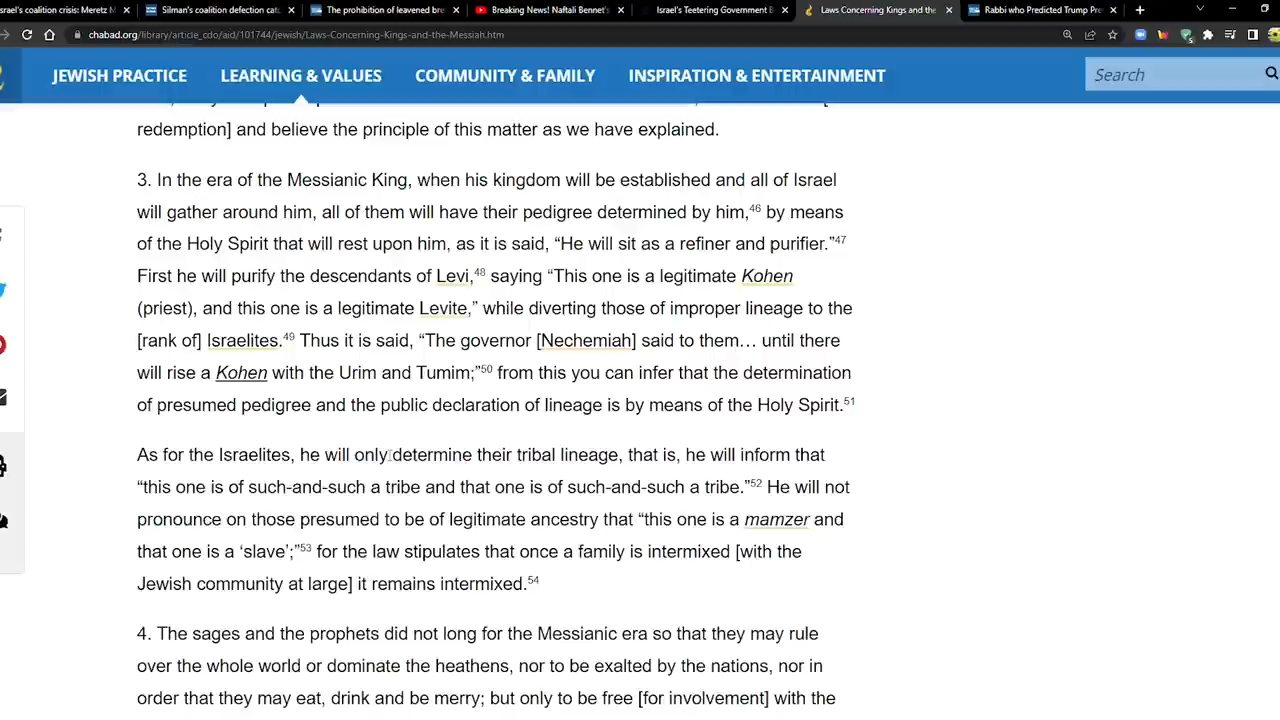 srael's coalition crisis: Meretz M
Silman's coalition defection cat
The prohibition of leavened bre
Breaking News! Naftali Bennet's
Israel's Teetering Government B
Laws Concerning Kings and the
Rabbi who Predicted Trump Pre
chabad.org/library/article_cdo/aid/101744/jewish/Laws-Concerning-Kings-and-the-Messiah.htm
JEWISH PRACTICE LEARNING & VALUES COMMUNITY & FAMILY INSPIRATION & ENTERTAINMENT Search
redemption] and believe the principle of this matter as we have explained.
3. In the era of the Messianic King, when his kingdom will be established and all of Israel
will gather around him, all of them will have their pedigree determined by him,46 by means
of the Holy Spirit that will rest upon him, as it is said, “He will sit as a refiner and purifier.”47
First he will purify the descendants of Levi,48 saying “This one is a legitimate Kohen
(priest), and this one is a legitimate Levite,” while diverting those of improper lineage to the
[rank of] Israelites.49 Thus it is said, “The governor [Nechemiah] said to them… until there
will rise a Kohen with the Urim and Tumim;”50 from this you can infer that the determination
of presumed pedigree and the public declaration of lineage is by means of the Holy Spirit.51
As for the Israelites, he will only determine their tribal lineage, that is, he will inform that
“this one is of such-and-such a tribe and that one is of such-and-such a tribe.”52 He will not
pronounce on those presumed to be of legitimate ancestry that “this one is a mamzer and
that one is a ‘slave’;”53 for the law stipulates that once a family is intermixed [with the
Jewish community at large] it remains intermixed.54
4. The sages and the prophets did not long for the Messianic era so that they may rule
over the whole world or dominate the heathens, nor to be exalted by the nations, nor in
order that they may eat, drink and be merry; but only to be free [for involvement] with the